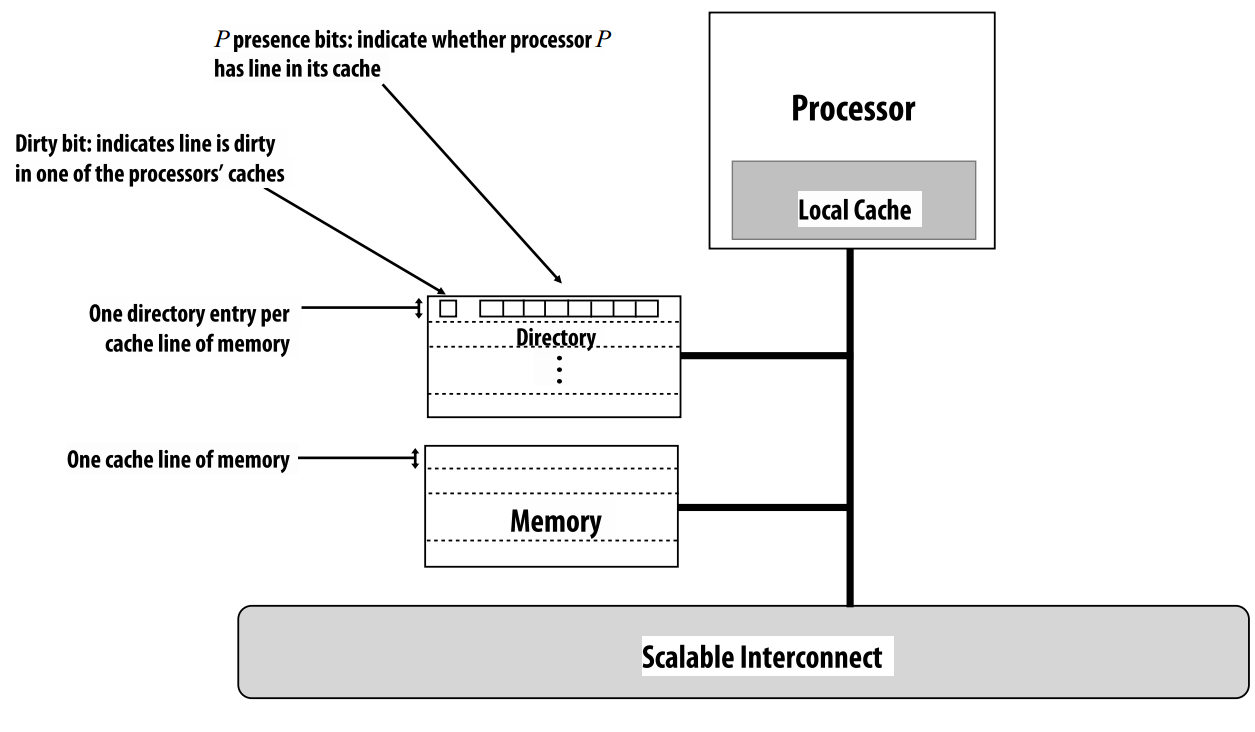 P presence bits: indicate whether processor P
has line in its cache
Processor
Dirty bit: indicates line is dirty
in one of the processors’ caches
Local Cache
One directory entry per
cache line of memory
Directory
One cache line of memory
Memory
Scalable Interconnect